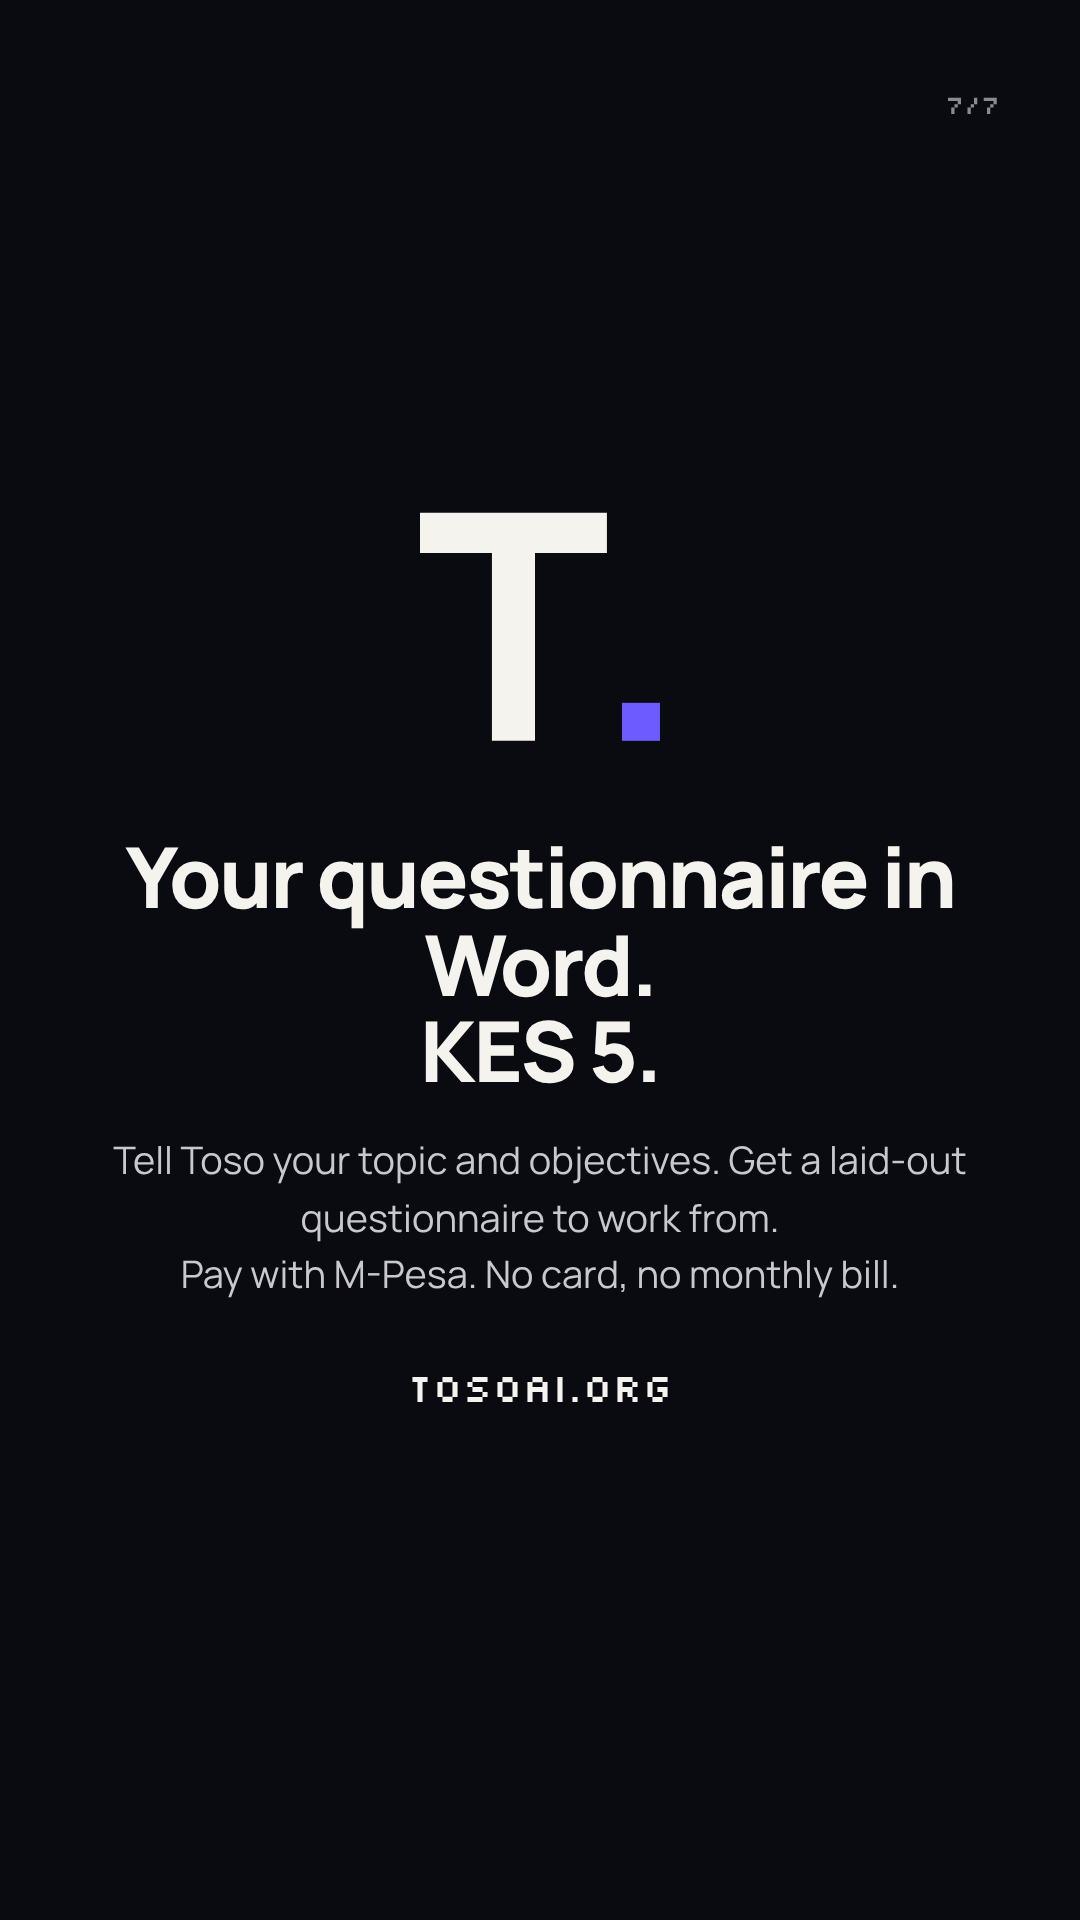 7/7
T.
Your questionnaire in
Word.
KES 5.
Tell Toso your topic and objectives. Get a laid-out
questionnaire to work from.
Pay with M-Pesa. No card, no monthly bill.
TOSOAI.ORG